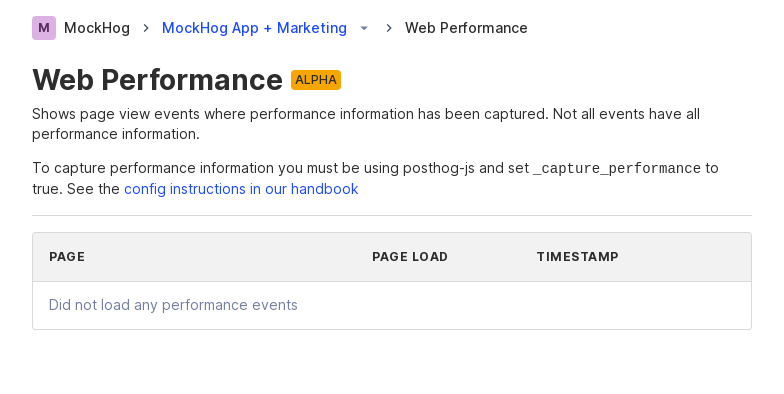 M MockHog > MockHog App + Marketing > Web Performance
Web Performance ALPHA
Shows page view events where performance information has been captured. Not all events have all
performance information.
To capture performance information you must be using posthog-js and set _capture_performance to
true. See the config instructions in our handbook
PAGE PAGE LOAD TIMESTAMP
Did not load any performance events